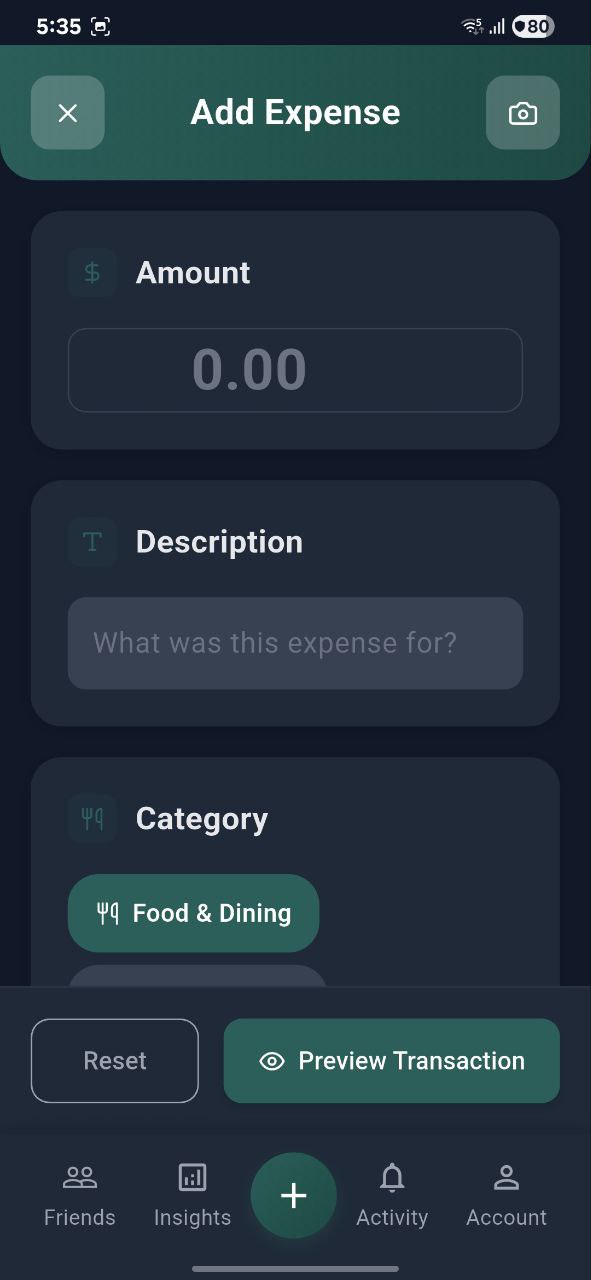 5:35
5
80
Add Expense
$
Amount
0.00
T
Description
What was this expense for?
Category
Food & Dining
Reset
Preview Transaction
Friends
Insights
+
Activity
Account